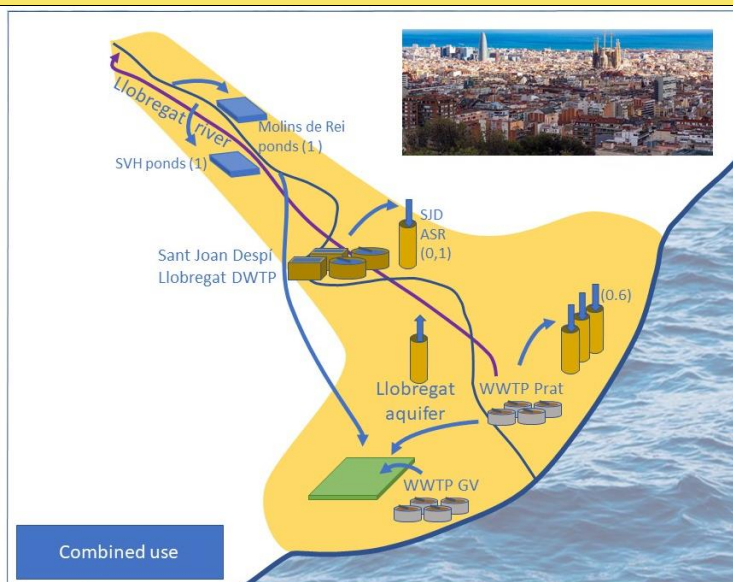 Llobregat river
Molins de Rei
ponds (1)
SVH ponds (1)
SJD
ASR
(0,1)
Sant Joan Despí
Llobregat DWTP
(0.6)
Llobregat
aquifer
WWTP Prat
WWTP GV
Combined use